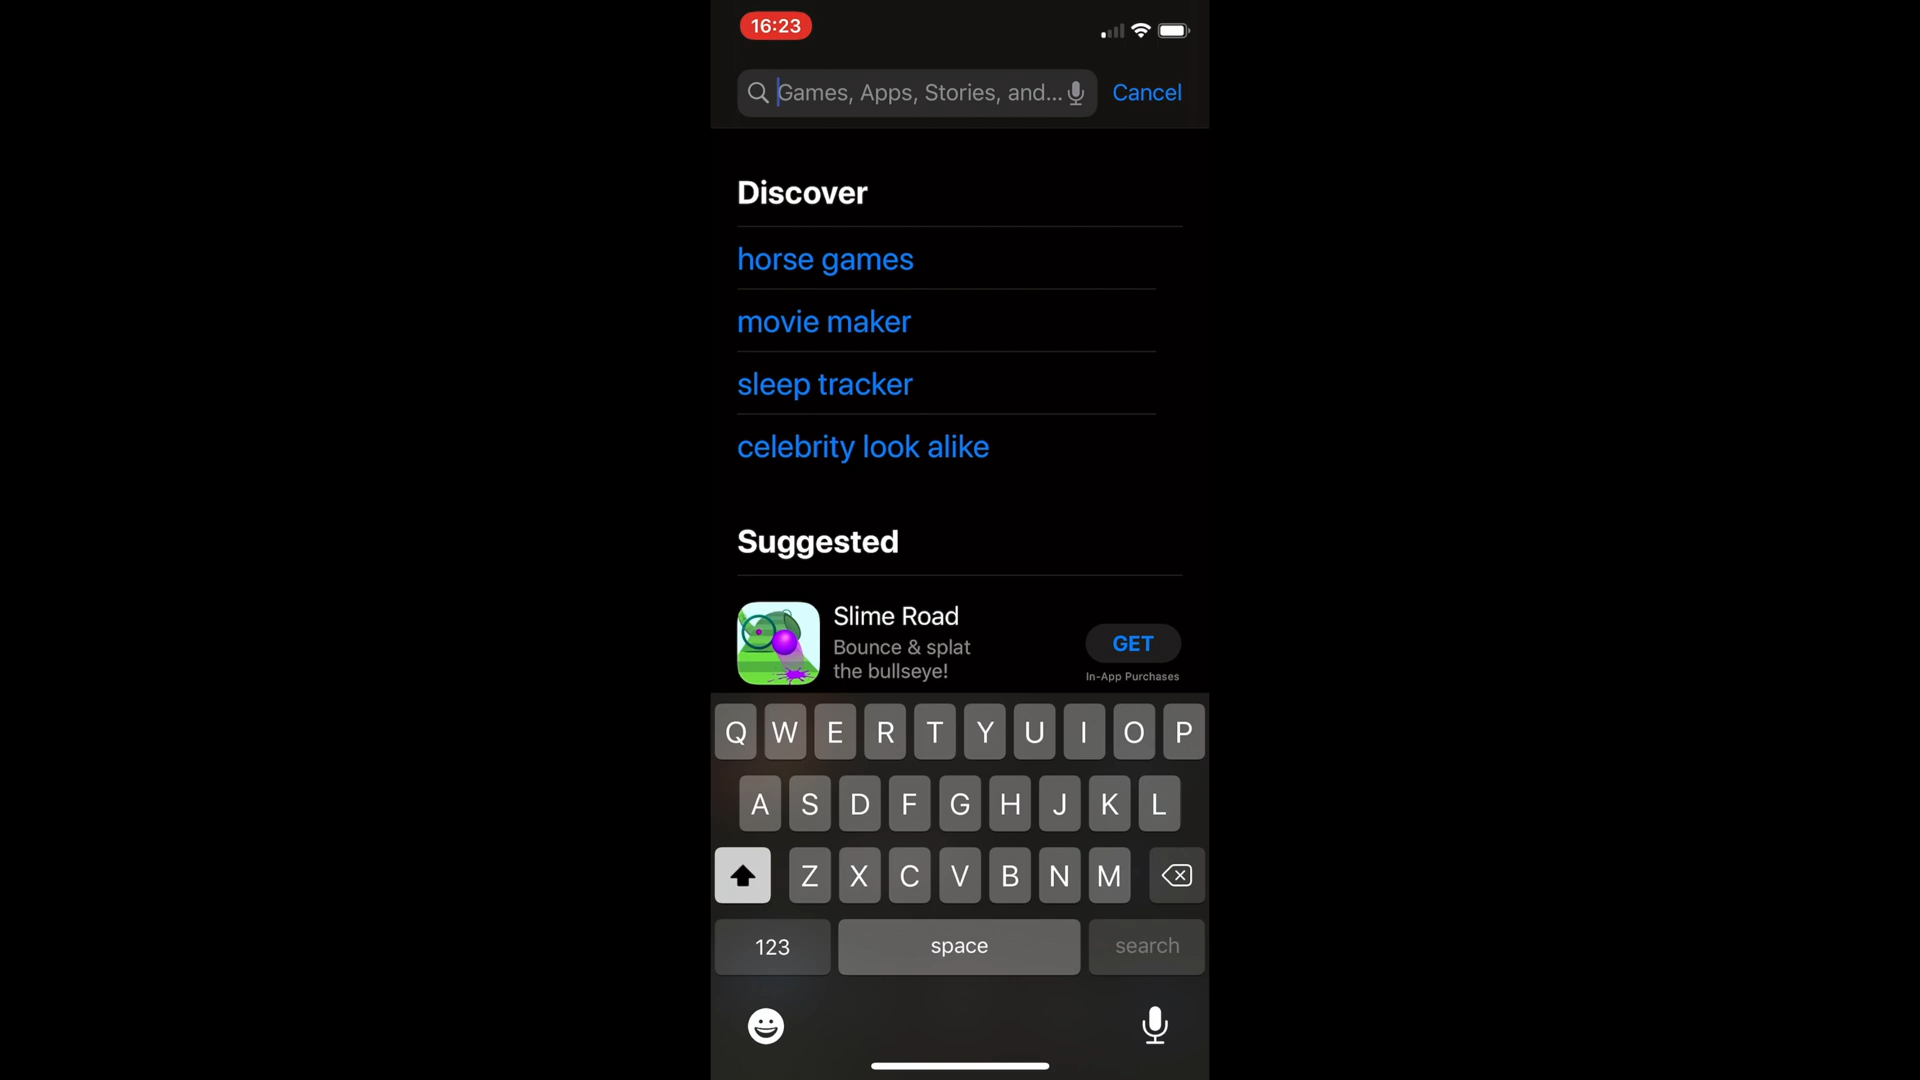 16:23
Games, Apps, Stories, and...
Cancel
Discover
horse games
movie maker
sleep tracker
celebrity look alike
Suggested
Slime Road
Bounce & splat
the bullseye!
GET
In-App Purchases
Q W E R T Y U I O P
A S D F G H J K L
Z X C V B N M
123 space search